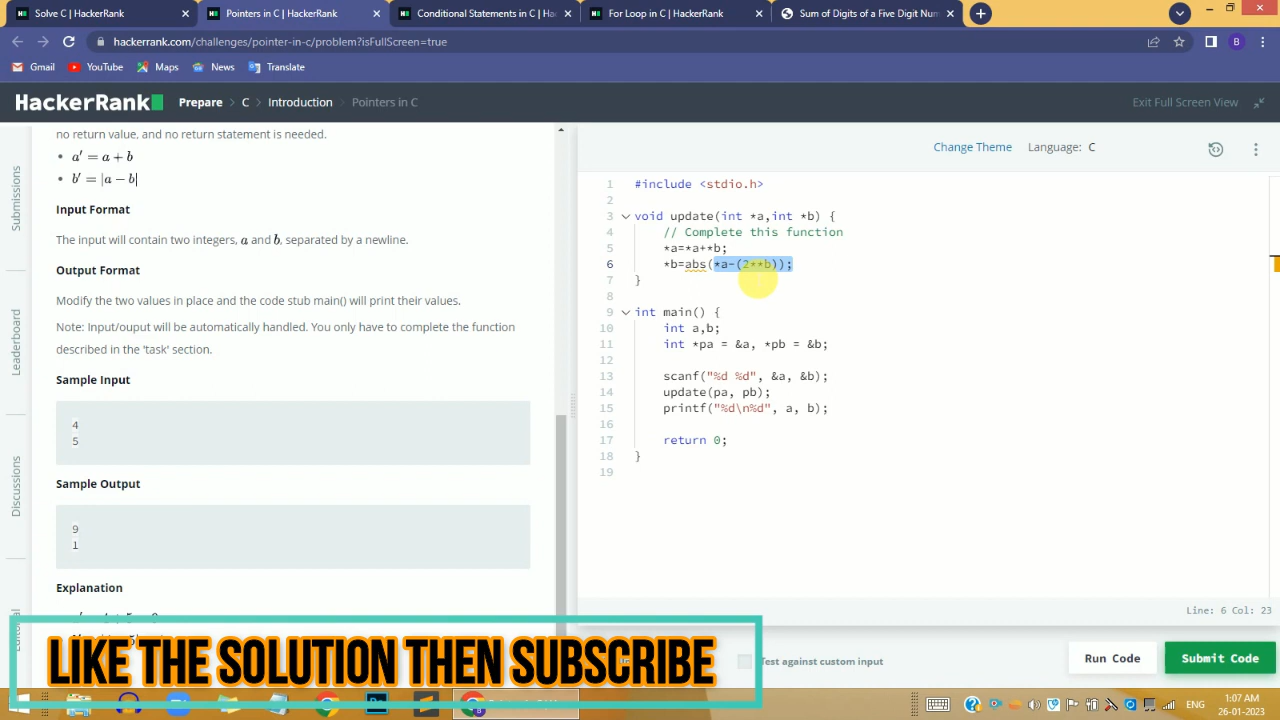 Solve C | HackerRank
Pointers in C | HackerRank
Conditional Statements in C | Ha
For Loop in C | HackerRank
Sum of Digits of a Five Digit Num
hackerrank.com/challenges/pointer-in-c/problem?isFullScreen=true
B
Gmail
YouTube
Maps
News
Translate
HackerRank
Prepare > C > Introduction > Pointers in C
Exit Full Screen View
Submissions
Leaderboard
Discussions
no return value, and no return statement is needed.
• a′ = a + b
• b′ = |a − b|
Input Format
The input will contain two integers, a and b, separated by a newline.
Output Format
Modify the two values in place and the code stub main() will print their values.
Note: Input/ouput will be automatically handled. You only have to complete the function
described in the 'task' section.
Sample Input
4
5
Sample Output
9
1
Explanation
Change Theme
Language: C
1 #include <stdio.h>
2
3 void update(int *a,int *b) {
4 // Complete this function
5 *a=*a+*b;
6 *b=abs(*a-(2**b));
7 }
8
9 int main() {
10 int a,b;
11 int *pa = &a, *pb = &b;
12
13 scanf("%d %d", &a, &b);
14 update(pa, pb);
15 printf("%d\n%d", a, b);
16
17 return 0;
18 }
19
Line: 6 Col: 23
Test against custom input
Run Code
Submit Code
LIKE THE SOLUTION THEN SUBSCRIBE
ENG
1:07 AM
26-01-2023